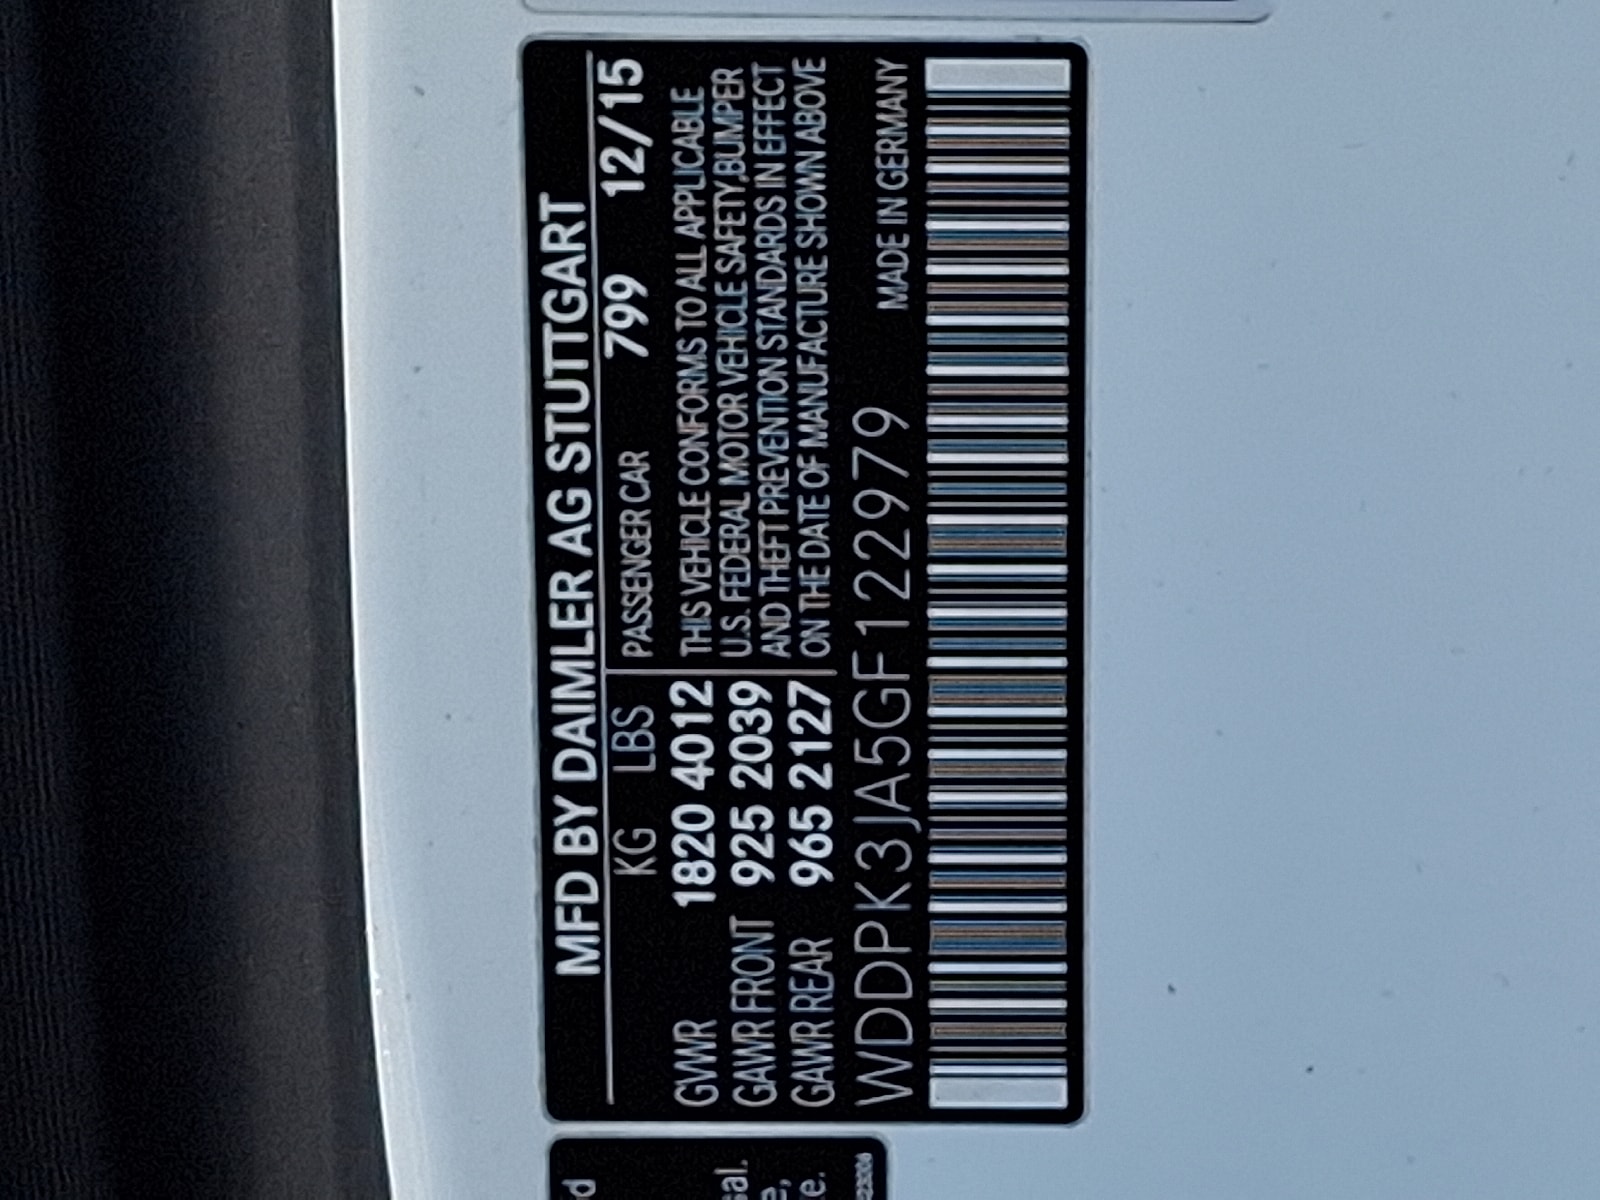 MFD BY DAIMLER AG STUTTGART
KG LBS
GVWR 1820 4012
GAWR FRONT 925 2039
GAWR REAR 965 2127
PASSENGER CAR 799 12/15
THIS VEHICLE CONFORMS TO ALL APPLICABLE
U.S. FEDERAL MOTOR VEHICLE SAFETY,BUMPER
AND THEFT PREVENTION STANDARDS IN EFFECT
ON THE DATE OF MANUFACTURE SHOWN ABOVE
WDDPK3JA5GF122979 MADE IN GERMANY